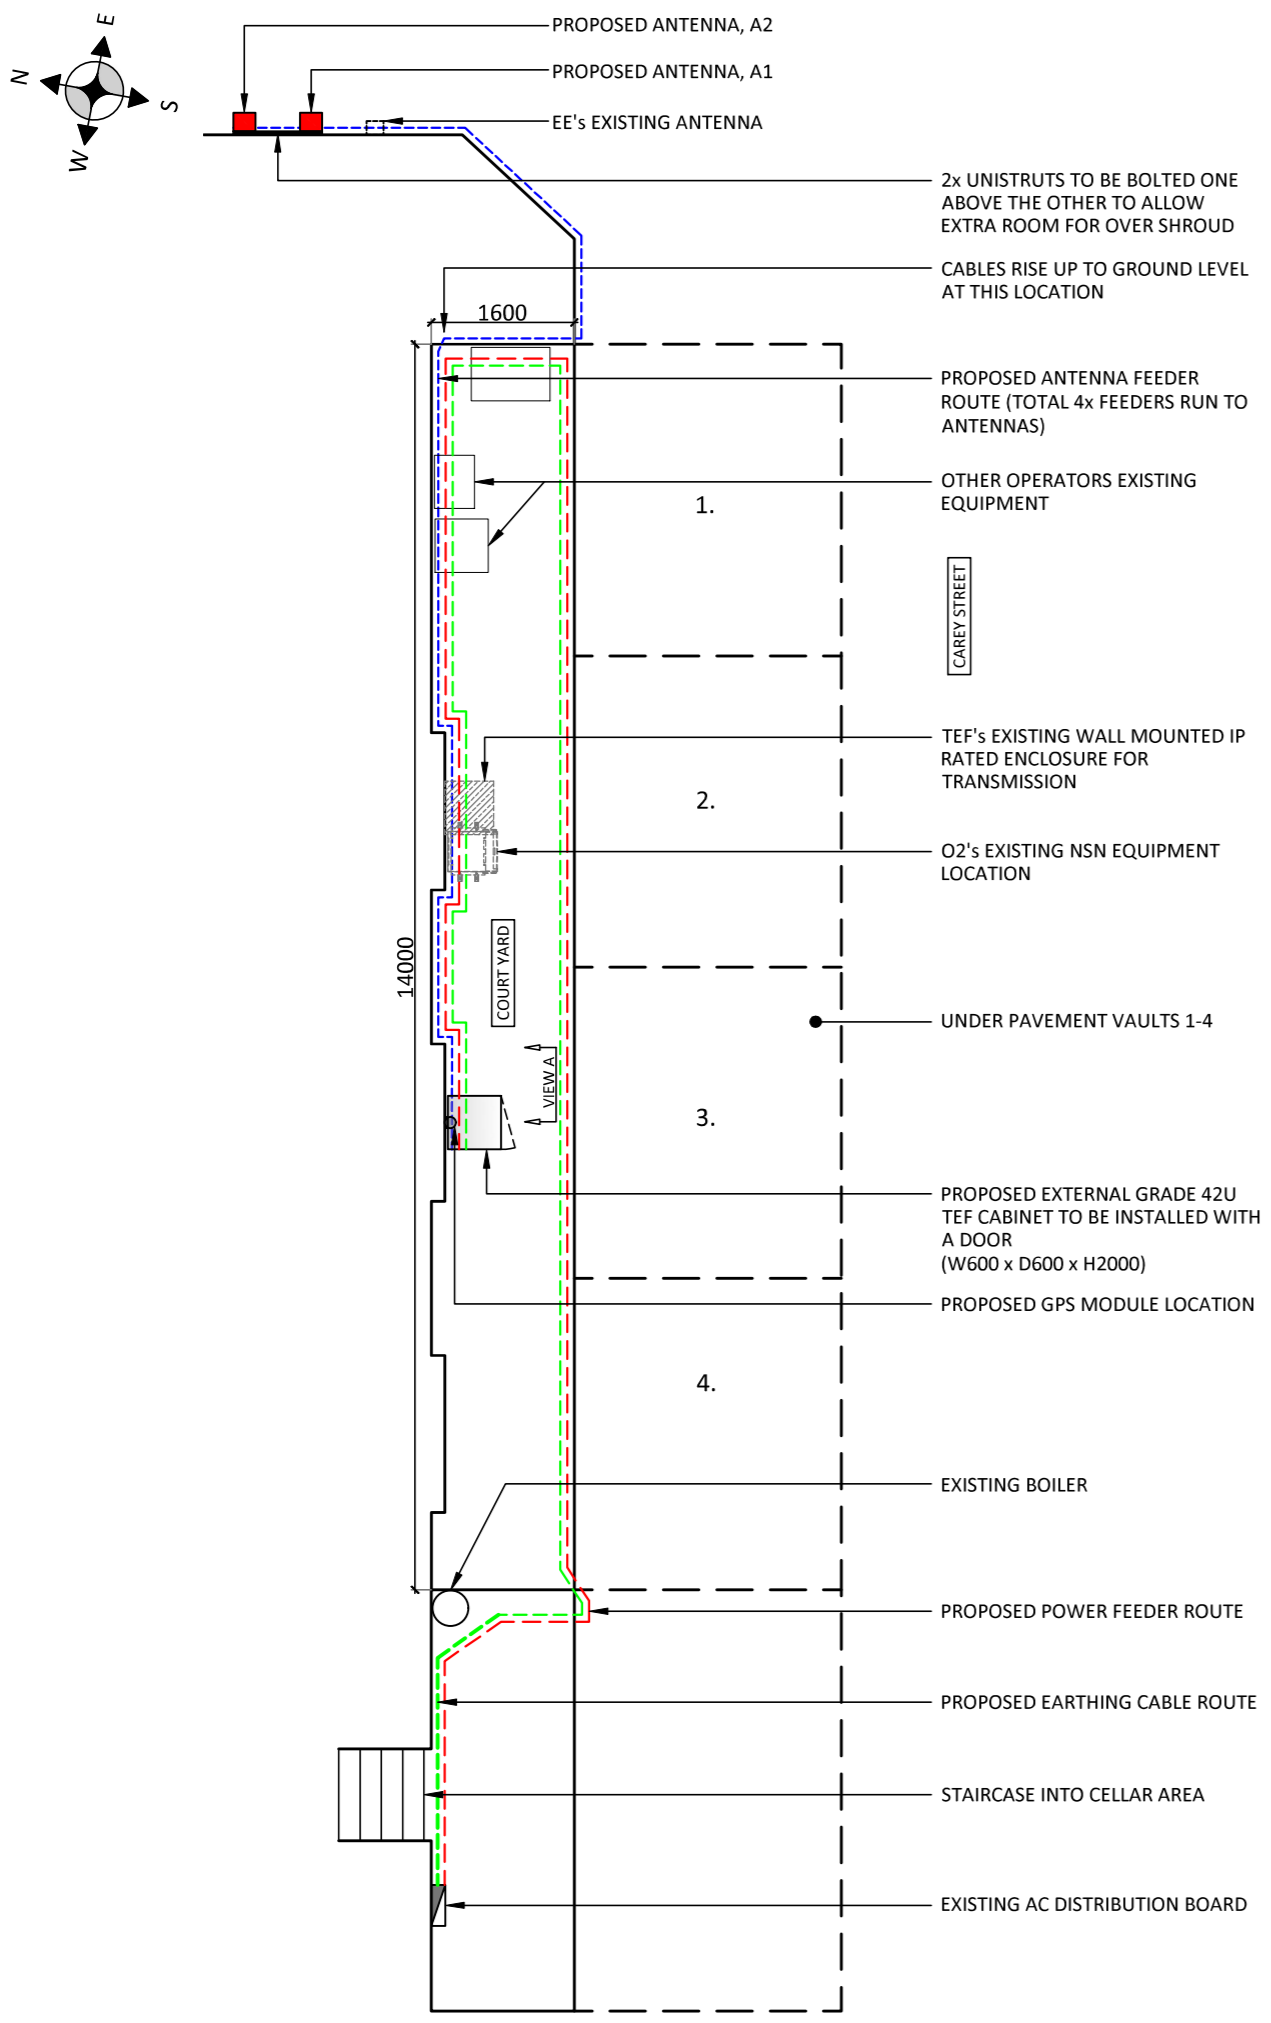 E
N
S
W
PROPOSED ANTENNA, A2
PROPOSED ANTENNA, A1
EE's EXISTING ANTENNA
2x UNISTRUTS TO BE BOLTED ONE
ABOVE THE OTHER TO ALLOW
EXTRA ROOM FOR OVER SHROUD
CABLES RISE UP TO GROUND LEVEL
AT THIS LOCATION
1600
PROPOSED ANTENNA FEEDER
ROUTE (TOTAL 4x FEEDERS RUN TO
ANTENNAS)
OTHER OPERATORS EXISTING
EQUIPMENT
1.
CAREY STREET
TEF's EXISTING WALL MOUNTED IP
RATED ENCLOSURE FOR
TRANSMISSION
2.
O2's EXISTING NSN EQUIPMENT
LOCATION
14000
COURT YARD
UNDER PAVEMENT VAULTS 1-4
VIEW A
3.
PROPOSED EXTERNAL GRADE 42U
TEF CABINET TO BE INSTALLED WITH
A DOOR
(W600 x D600 x H2000)
PROPOSED GPS MODULE LOCATION
4.
EXISTING BOILER
PROPOSED POWER FEEDER ROUTE
PROPOSED EARTHING CABLE ROUTE
STAIRCASE INTO CELLAR AREA
EXISTING AC DISTRIBUTION BOARD